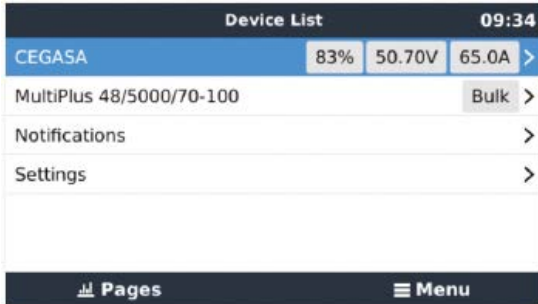 Device List 09:34
CEGASA 83% 50.70V 65.0A >
MultiPlus 48/5000/70-100 Bulk >
Notifications >
Settings >
Pages Menu